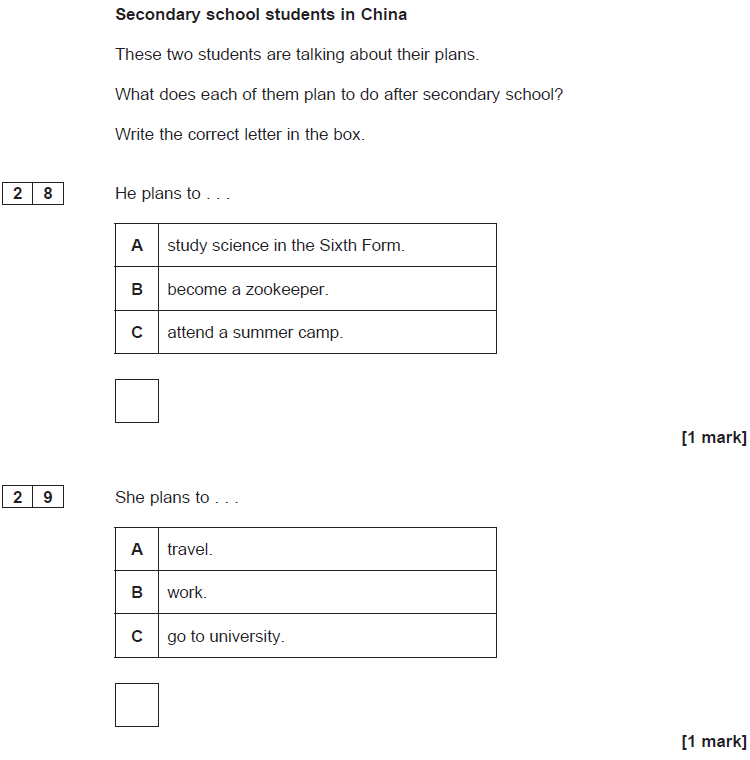 Secondary school students in China
These two students are talking about their plans.
What does each of them plan to do after secondary school?
Write the correct letter in the box.
2 8 He plans to . . .
A study science in the Sixth Form.
B become a zookeeper.
C attend a summer camp.
[1 mark]
2 9 She plans to . . .
A travel.
B work.
C go to university.
[1 mark]